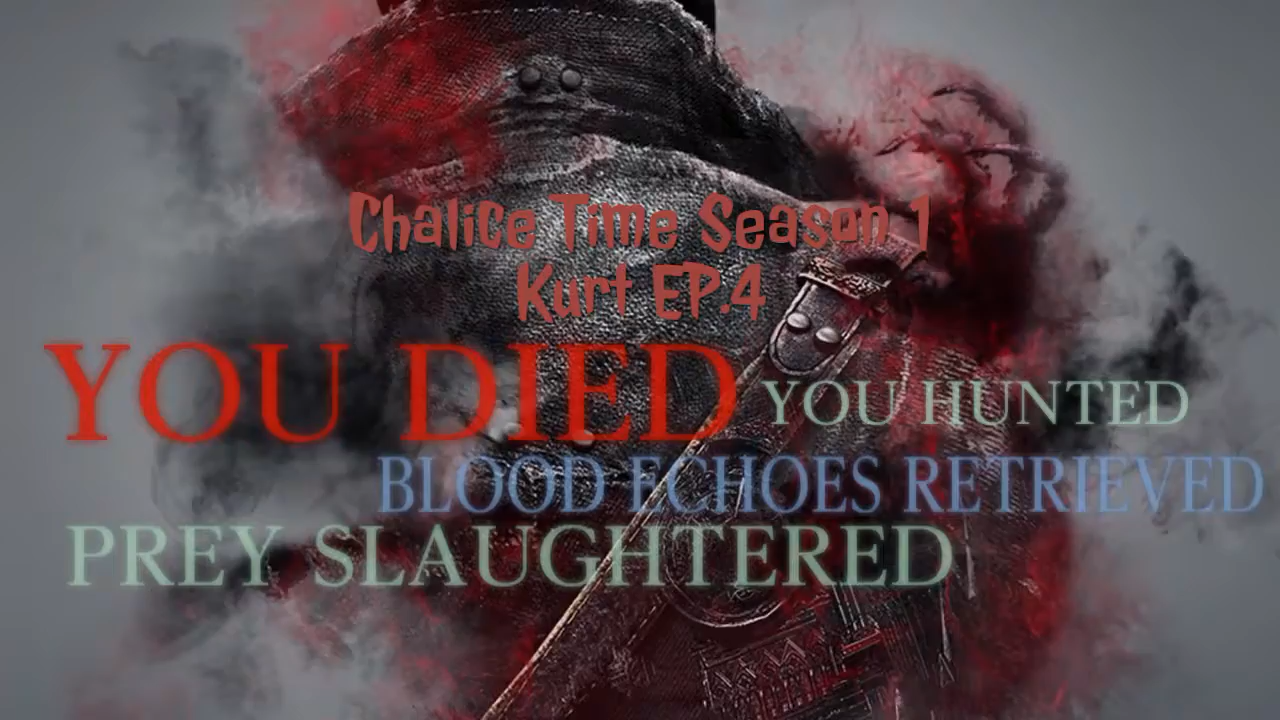 Chalice Time Season 1
Kurt EP.4
YOU DIED
YOU HUNTED
BLOOD ECHOES RETRIEVED
PREY SLAUGHTERED